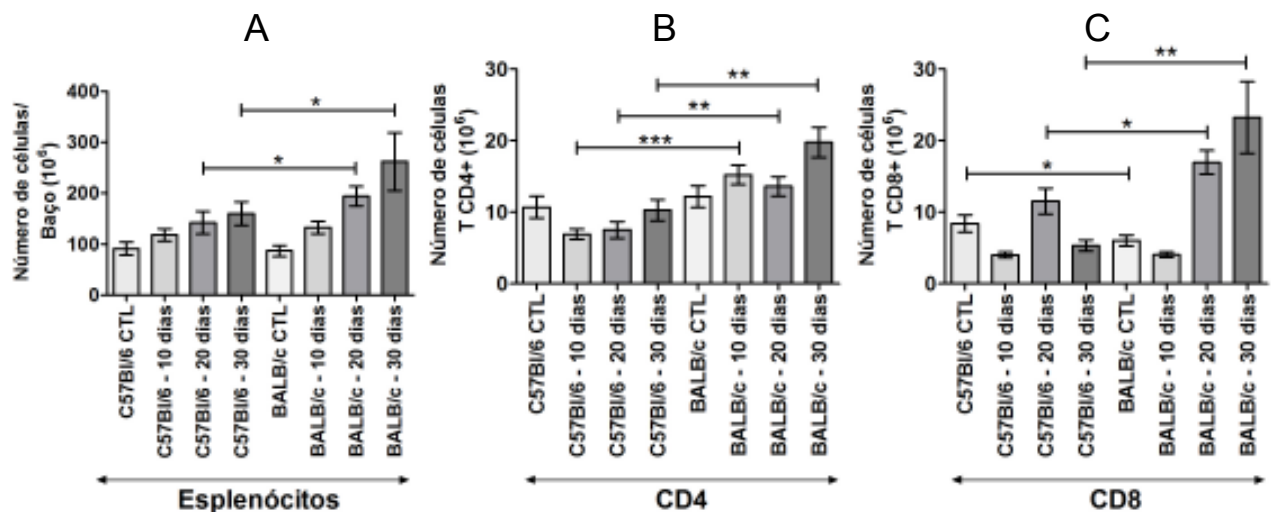 A
Número de células/
Baço (10⁶)
400
300
200
100
0
*
*
C57Bl/6 CTL
C57Bl/6 - 10 dias
C57Bl/6 - 20 dias
C57Bl/6 - 30 dias
BALB/c CTL
BALB/c - 10 dias
BALB/c - 20 dias
BALB/c - 30 dias
Esplenócitos
B
Número de células
T CD4+ (10⁶)
30
20
10
0
**
**
***
C57Bl/6 CTL
C57Bl/6 - 10 dias
C57Bl/6 - 20 dias
C57Bl/6 - 30 dias
BALB/c CTL
BALB/c - 10 dias
BALB/c - 20 dias
BALB/c - 30 dias
CD4
C
Número de células
T CD8+ (10⁶)
30
20
10
0
**
*
*
C57Bl/6 CTL
C57Bl/6 - 10 dias
C57Bl/6 - 20 dias
C57Bl/6 - 30 dias
BALB/c CTL
BALB/c - 10 dias
BALB/c - 20 dias
BALB/c - 30 dias
CD8